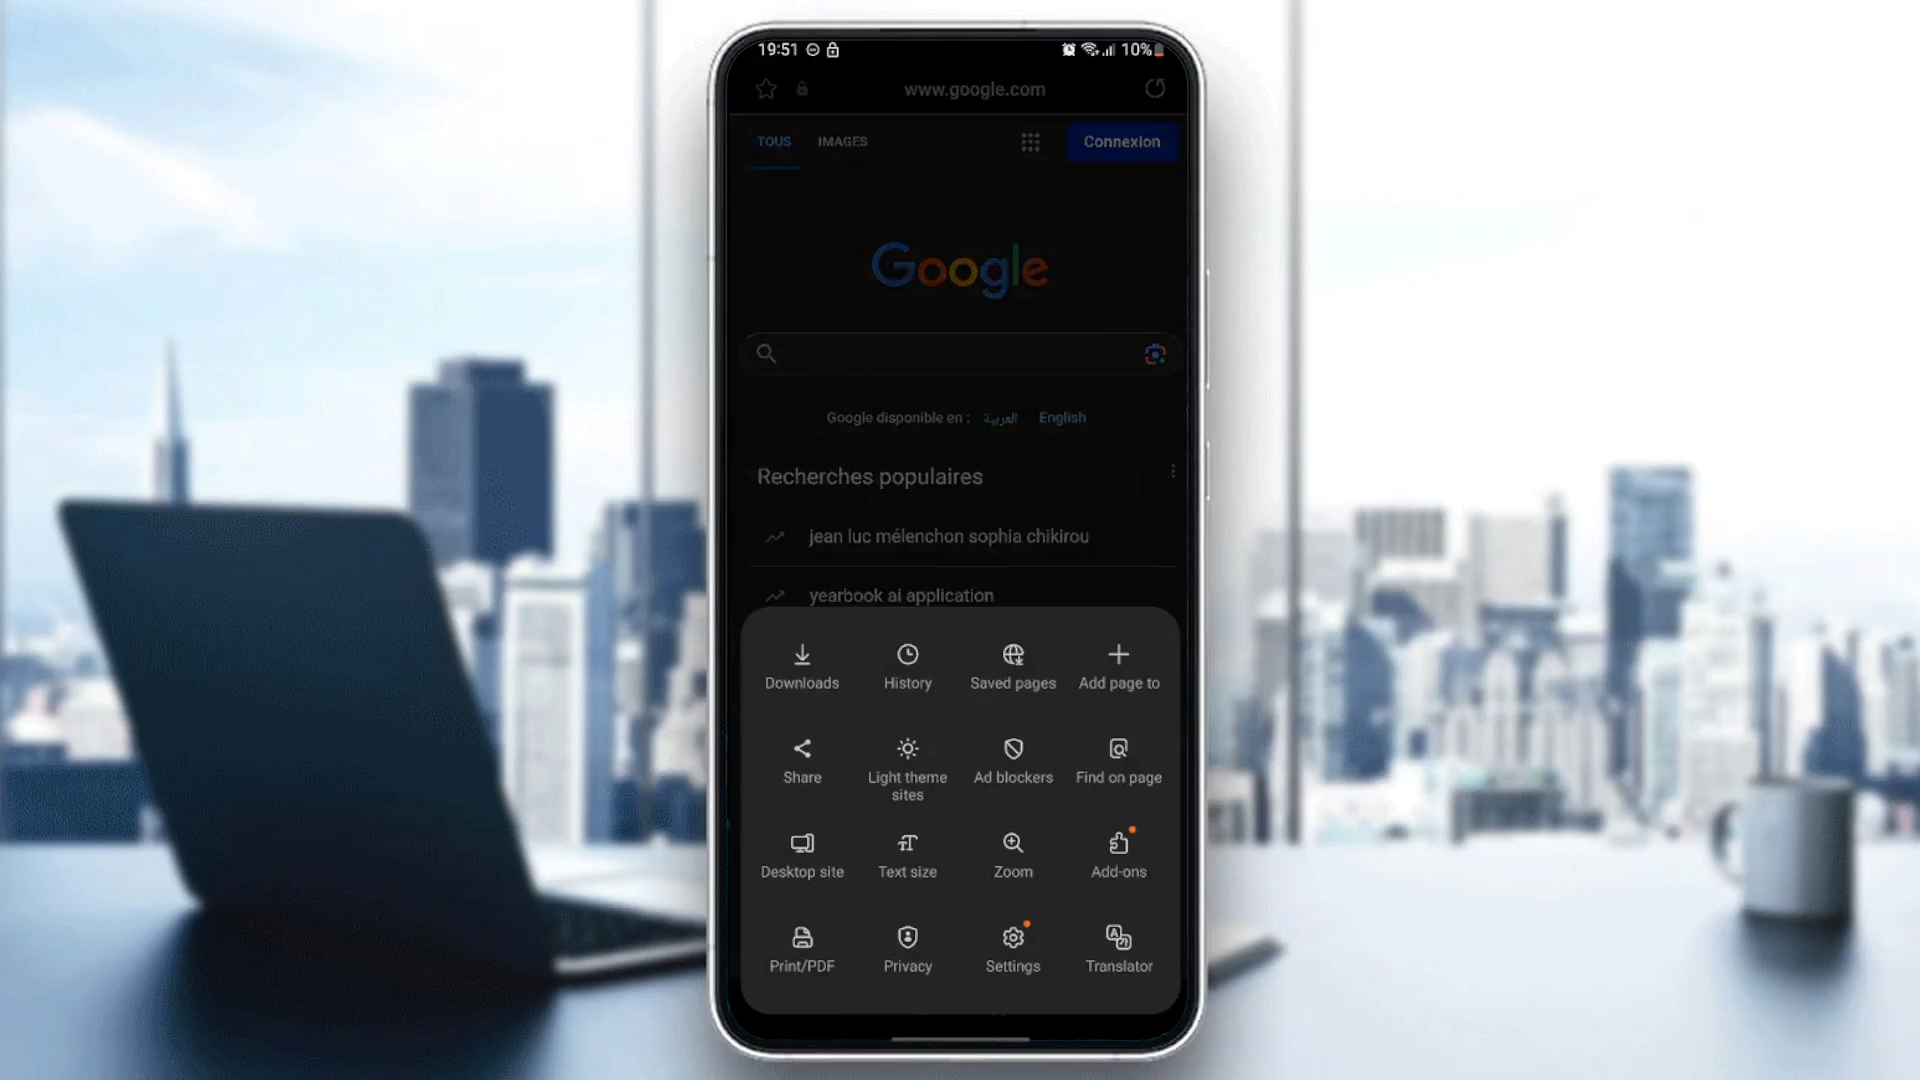 19:51 10%
www.google.com
TOUS IMAGES Connexion
Google
Google disponible en : العربية English
Recherches populaires
jean luc mélenchon sophia chikirou
yearbook ai application
Downloads History Saved pages Add page to
Share Light theme sites Ad blockers Find on page
Desktop site Text size Zoom Add-ons
Print/PDF Privacy Settings Translator